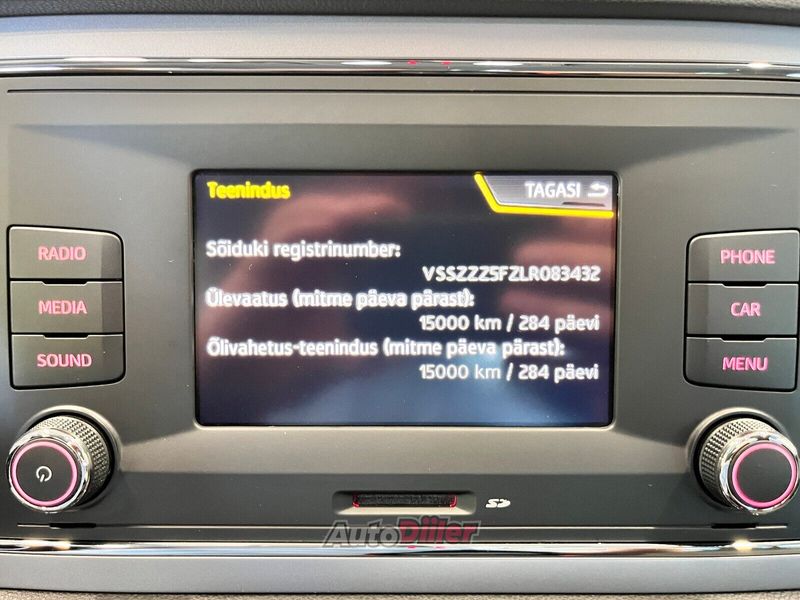 Teenindus
TAGASI
Sõiduki registrinumber:
VSSZZZ5FZLR083432
Ülevaatus (mitme päeva pärast):
15000 km / 284 päevi
Õlivahetus-teenindus (mitme päeva pärast):
15000 km / 284 päevi
RADIO
MEDIA
SOUND
PHONE
CAR
MENU
SD
AutoDiiler